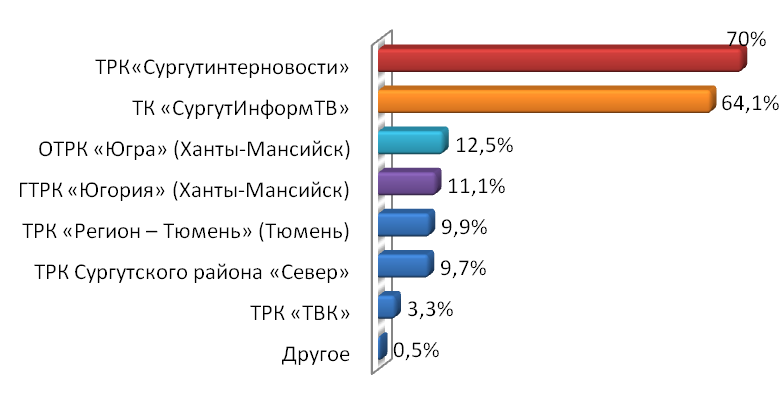 70%
ТРК«Сургутинтерновости»
ТК «СургутИнформТВ» 64,1%
ОТРК «Югра» (Ханты-Мансийск) 12,5%
ГТРК «Югория» (Ханты-Мансийск) 11,1%
ТРК «Регион – Тюмень» (Тюмень) 9,9%
ТРК Сургутского района «Север» 9,7%
ТРК «ТВК» 3,3%
Другое 0,5%